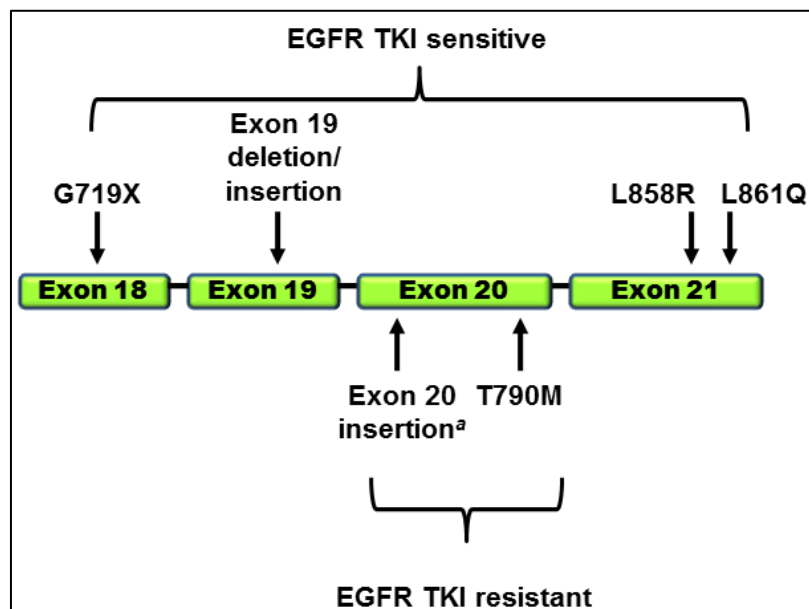 EGFR TKI sensitive
Exon 19
deletion/
insertion
G719X
L858R
L861Q
Exon 18
Exon 19
Exon 20
Exon 21
Exon 20
insertionᵃ
T790M
EGFR TKI resistant